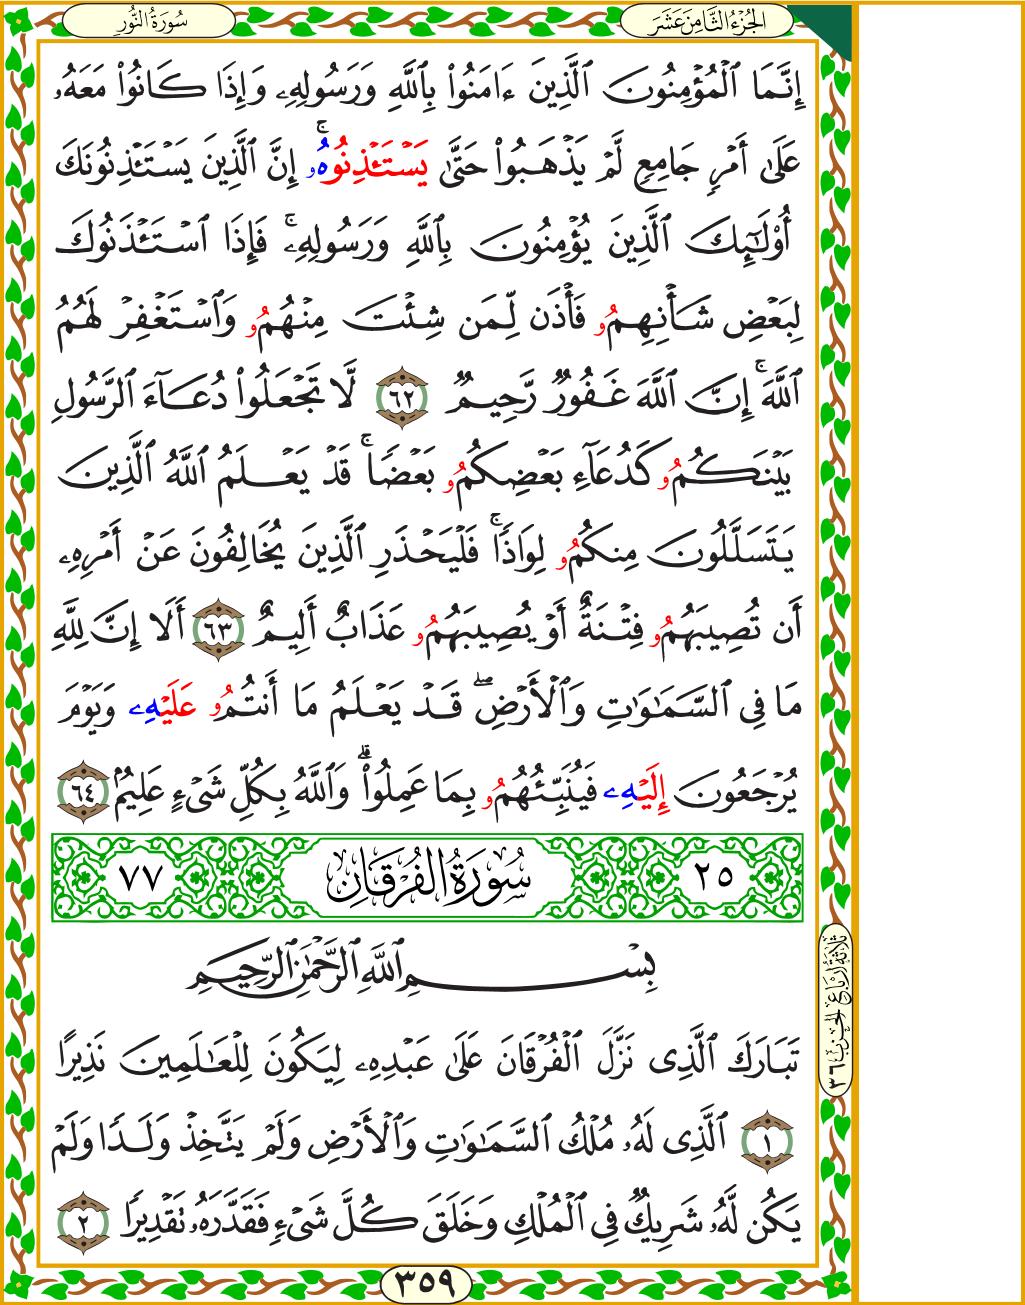 الجُزْءُ الثَّامِنَ عَشَرَ
سُورَةُ النُّورِ
إِنَّمَا ٱلْمُؤْمِنُونَ ٱلَّذِينَ ءَامَنُوا۟ بِٱللَّهِ وَرَسُولِهِۦ وَإِذَا كَانُوا۟ مَعَهُۥ
عَلَىٰٓ أَمْرٍ جَامِعٍ لَّمْ يَذْهَبُوا۟ حَتَّىٰ يَسْتَـْٔذِنُوهُۥٓ ۚ إِنَّ ٱلَّذِينَ يَسْتَـْٔذِنُونَكَ
أُو۟لَـٰٓئِكَ ٱلَّذِينَ يُؤْمِنُونَ بِٱللَّهِ وَرَسُولِهِۦ ۚ فَإِذَا ٱسْتَـْٔذَنُوكَ
لِبَعْضِ شَأْنِهِمُۥ فَأْذَن لِّمَن شِئْتَ مِنْهُمُۥ وَٱسْتَغْفِرْ لَهُمُ
ٱللَّهَ ۚ إِنَّ ٱللَّهَ غَفُورٌ رَّحِيمٌ ٦٢ لَّا تَجْعَلُوا۟ دُعَآءَ ٱلرَّسُولِ
بَيْنَكُمُۥ كَدُعَآءِ بَعْضِكُمُۥ بَعْضًا ۚ قَدْ يَعْلَمُ ٱللَّهُ ٱلَّذِينَ
يَتَسَلَّلُونَ مِنكُمُۥ لِوَاذًا ۚ فَلْيَحْذَرِ ٱلَّذِينَ يُخَالِفُونَ عَنْ أَمْرِهِۦ
أَن تُصِيبَهُمُۥ فِتْنَةٌ أَوْ يُصِيبَهُمُۥ عَذَابٌ أَلِيمٌ ٦٣ أَلَا إِنَّ لِلَّهِ
مَا فِى ٱلسَّمَـٰوَٰتِ وَٱلْأَرْضِ ۖ قَدْ يَعْلَمُ مَا أَنتُمُۥ عَلَيْهِۦ وَيَوْمَ
يُرْجَعُونَ إِلَيْهِۦ فَيُنَبِّئُهُمُۥ بِمَا عَمِلُوا۟ ۗ وَٱللَّهُ بِكُلِّ شَىْءٍ عَلِيمٌۢ ٦٤
٢٥ سُورَةُ الفُرْقَانِ ٧٧
بِسْمِ ٱللَّهِ ٱلرَّحْمَـٰنِ ٱلرَّحِيمِ
تَبَارَكَ ٱلَّذِى نَزَّلَ ٱلْفُرْقَانَ عَلَىٰ عَبْدِهِۦ لِيَكُونَ لِلْعَـٰلَمِينَ نَذِيرًا
١ ٱلَّذِى لَهُۥ مُلْكُ ٱلسَّمَـٰوَٰتِ وَٱلْأَرْضِ وَلَمْ يَتَّخِذْ وَلَدًا وَلَمْ
يَكُن لَّهُۥ شَرِيكٌ فِى ٱلْمُلْكِ وَخَلَقَ كُلَّ شَىْءٍ فَقَدَّرَهُۥ تَقْدِيرًا ٢
ثلاثة أرباع الحزب ٣٦
٣٥٩